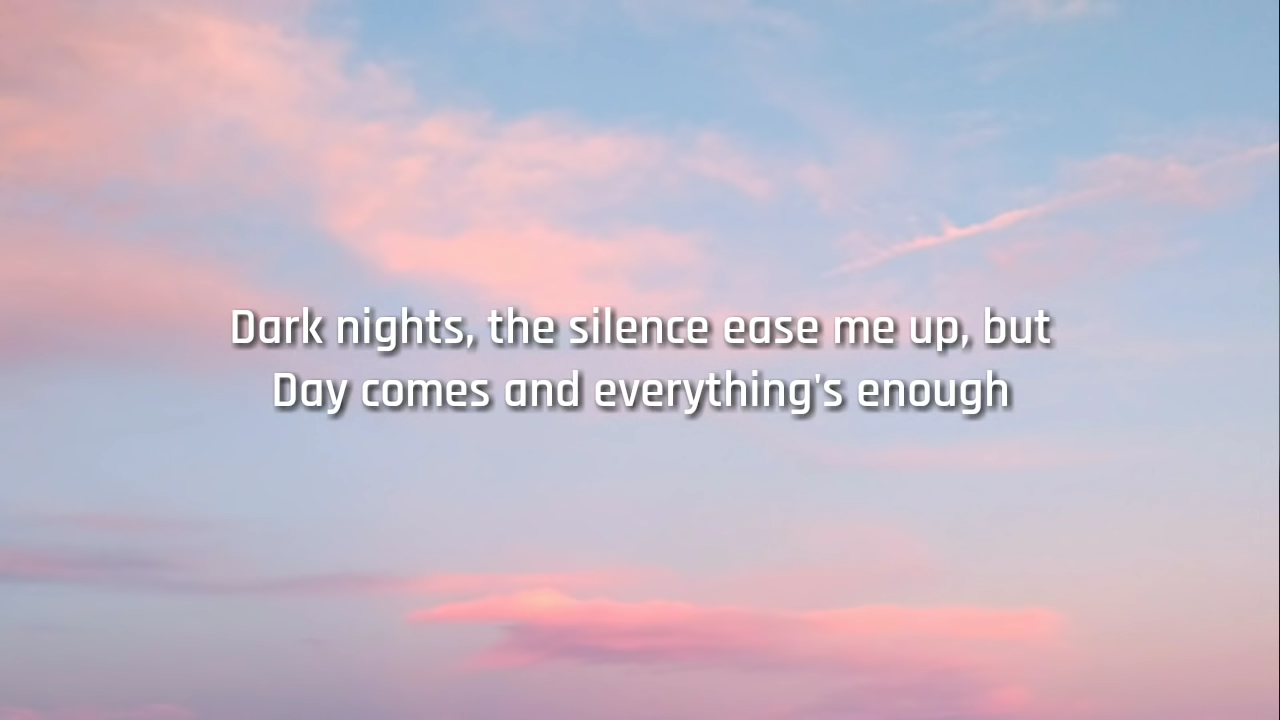 Dark nights, the silence ease me up, but
Day comes and everything's enough